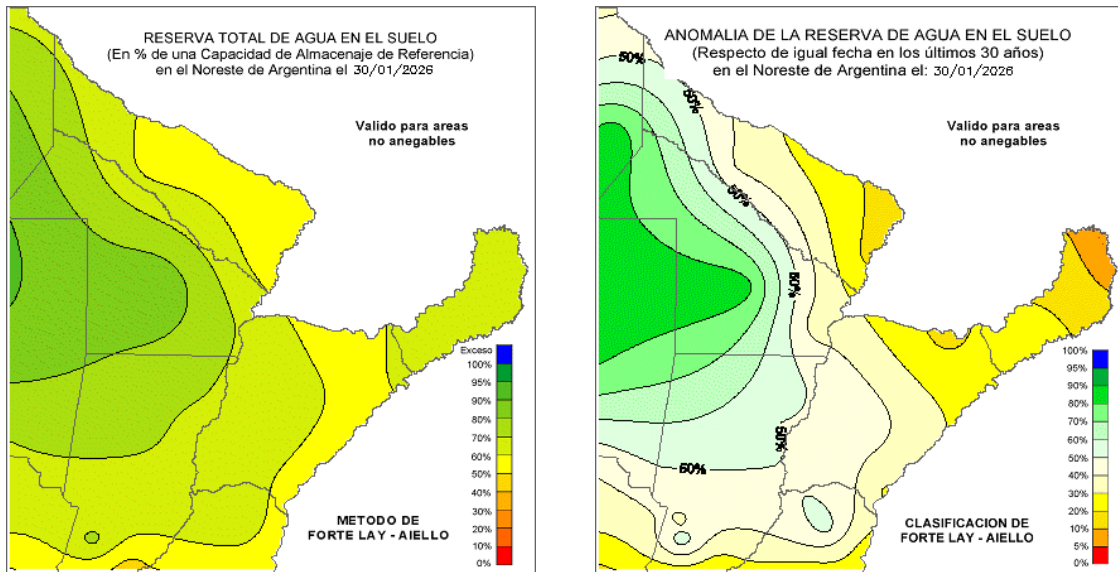 RESERVA TOTAL DE AGUA EN EL SUELO
(En % de una Capacidad de Almacenaje de Referencia)
en el Noreste de Argentina el 30/01/2026
Valido para areas
no anegables
Exceso
100%
95%
90%
80%
70%
60%
50%
40%
30%
20%
10%
0%
METODO DE
FORTE LAY - AIELLO
ANOMALIA DE LA RESERVA DE AGUA EN EL SUELO
(Respecto de igual fecha en los últimos 30 años)
en el Noreste de Argentina el: 30/01/2026
Valido para areas
no anegables
50%
50%
50%
50%
50%
50%
100%
90%
80%
70%
60%
50%
40%
30%
20%
10%
5%
0%
CLASIFICACION DE
FORTE LAY - AIELLO